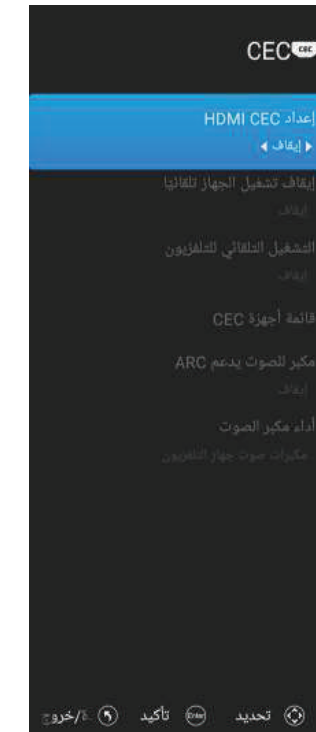 CEC
CEC
إعداد HDMI CEC
إيقاف
إيقاف تشغيل الجهاز تلقائيا
إيقاف
التشغيل التلقائي للتلفزيون
إيقاف
قائمة أجهزة CEC
مكبر للصوت يدعم ARC
إيقاف
أداء مكبر الصوت
مكبرات صوت جهاز التلفزيون
تحديد Enter تأكيد ة/خروج